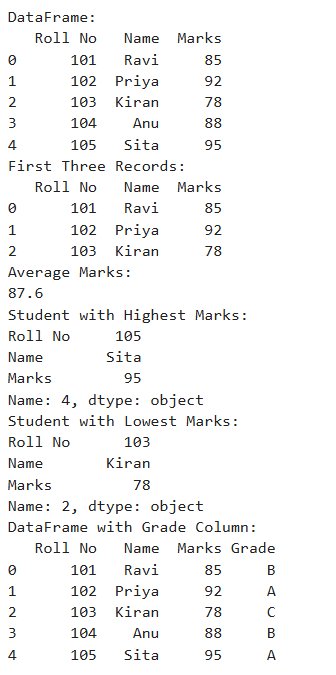 DataFrame:
   Roll No   Name  Marks
0      101   Ravi     85
1      102  Priya     92
2      103  Kiran     78
3      104    Anu     88
4      105   Sita     95
First Three Records:
   Roll No   Name  Marks
0      101   Ravi     85
1      102  Priya     92
2      103  Kiran     78
Average Marks:
87.6
Student with Highest Marks:
Roll No     105
Name       Sita
Marks        95
Name: 4, dtype: object
Student with Lowest Marks:
Roll No      103
Name       Kiran
Marks         78
Name: 2, dtype: object
DataFrame with Grade Column:
   Roll No   Name  Marks Grade
0      101   Ravi     85     B
1      102  Priya     92     A
2      103  Kiran     78     C
3      104    Anu     88     B
4      105   Sita     95     A